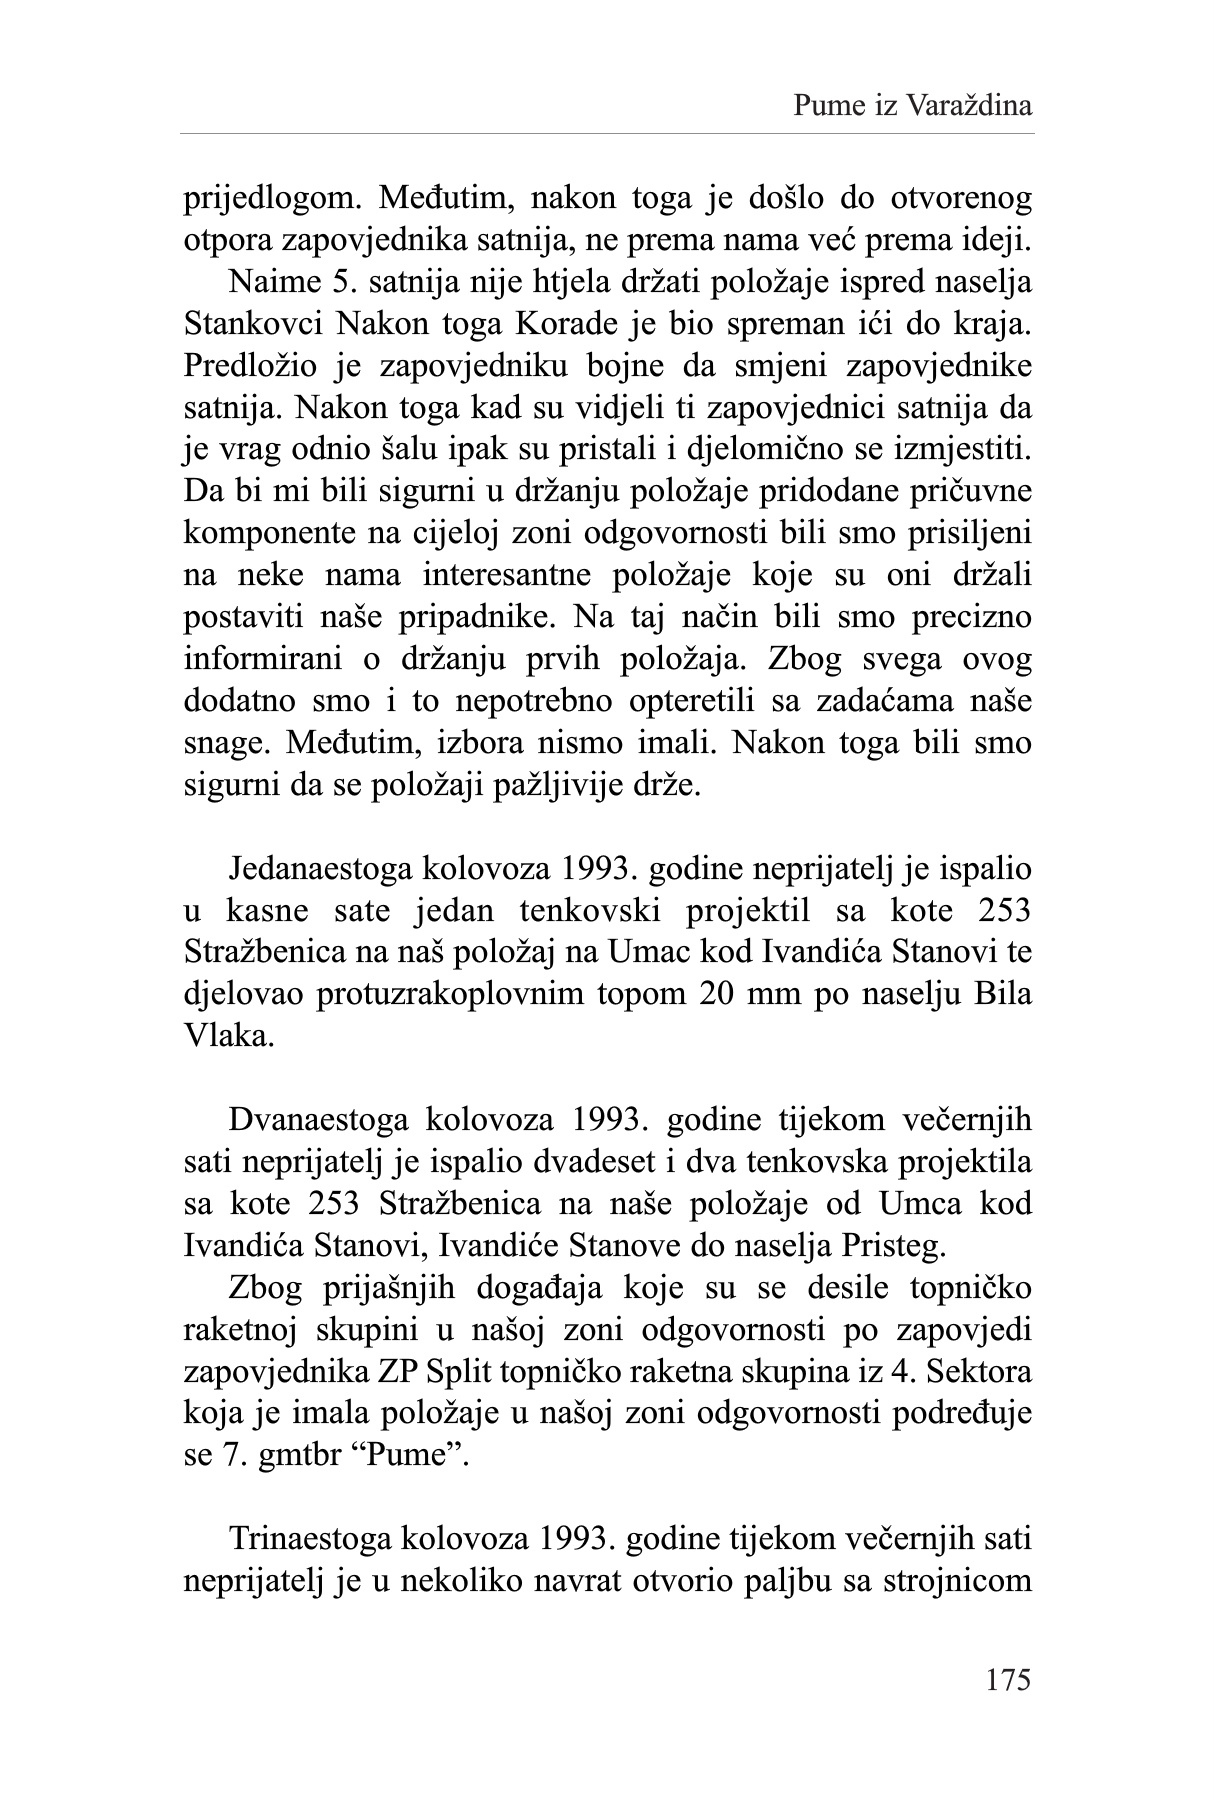 Pume iz Varaždina
prijedlogom. Međutim, nakon toga je došlo do otvorenog
otpora zapovjednika satnija, ne prema nama već prema ideji.
Naime 5. satnija nije htjela držati položaje ispred naselja
Stankovci Nakon toga Korade je bio spreman ići do kraja.
Predložio je zapovjedniku bojne da smjeni zapovjednike
satnija. Nakon toga kad su vidjeli ti zapovjednici satnija da
je vrag odnio šalu ipak su pristali i djelomično se izmjestiti.
Da bi mi bili sigurni u držanju položaje pridodane pričuvne
komponente na cijeloj zoni odgovornosti bili smo prisiljeni
na neke nama interesantne položaje koje su oni držali
postaviti naše pripadnike. Na taj način bili smo precizno
informirani o držanju prvih položaja. Zbog svega ovog
dodatno smo i to nepotrebno opteretili sa zadaćama naše
snage. Međutim, izbora nismo imali. Nakon toga bili smo
sigurni da se položaji pažljivije drže.
Jedanaestoga kolovoza 1993. godine neprijatelj je ispalio
u kasne sate jedan tenkovski projektil sa kote 253
Stražbenica na naš položaj na Umac kod Ivandića Stanovi te
djelovao protuzrakoplovnim topom 20 mm po naselju Bila
Vlaka.
Dvanaestoga kolovoza 1993. godine tijekom večernjih
sati neprijatelj je ispalio dvadeset i dva tenkovska projektila
sa kote 253 Stražbenica na naše položaje od Umca kod
Ivandića Stanovi, Ivandiće Stanove do naselja Pristeg.
Zbog prijašnjih događaja koje su se desile topničko
raketnoj skupini u našoj zoni odgovornosti po zapovjedi
zapovjednika ZP Split topničko raketna skupina iz 4. Sektora
koja je imala položaje u našoj zoni odgovornosti podređuje
se 7. gmtbr “Pume”.
Trinaestoga kolovoza 1993. godine tijekom večernjih sati
neprijatelj je u nekoliko navrat otvorio paljbu sa strojnicom
175